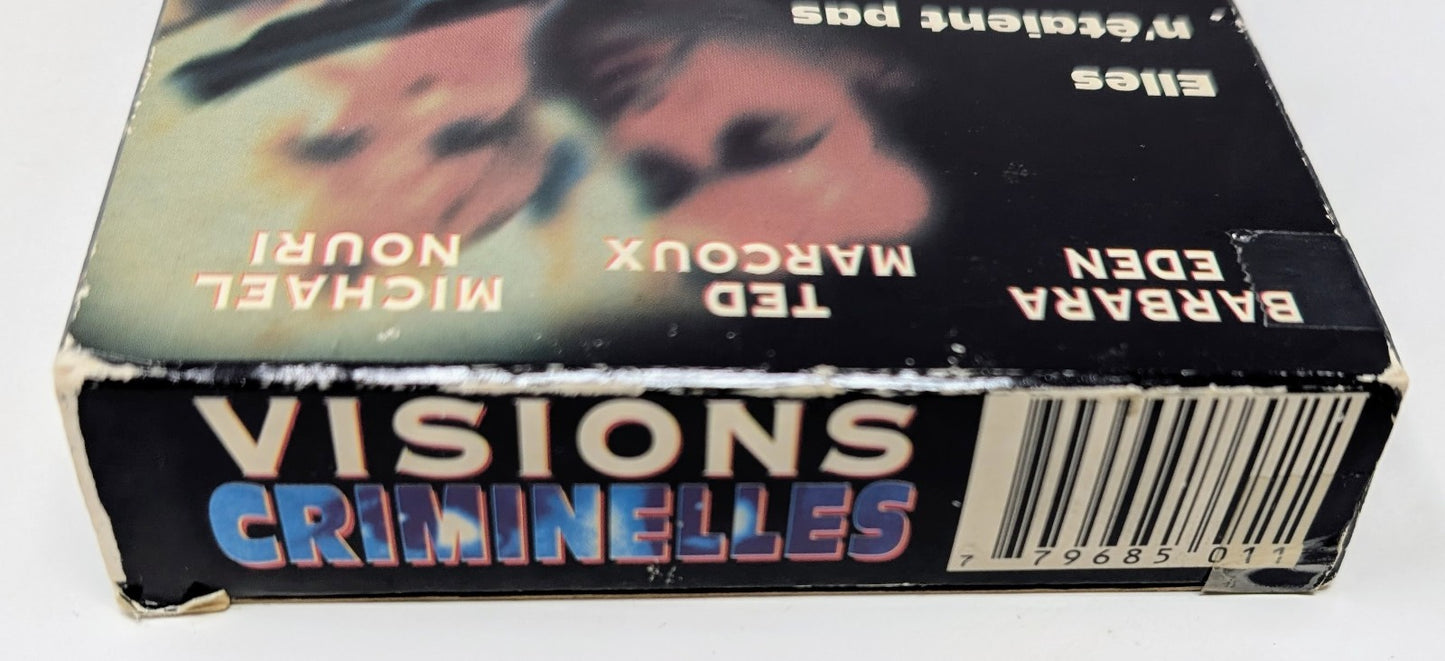 Elles
n'étaient pas
BARBARA
EDEN
TED
MARCOUX
MICHAEL
NOURI
VISIONS
CRIMINELLES
7 79685 011